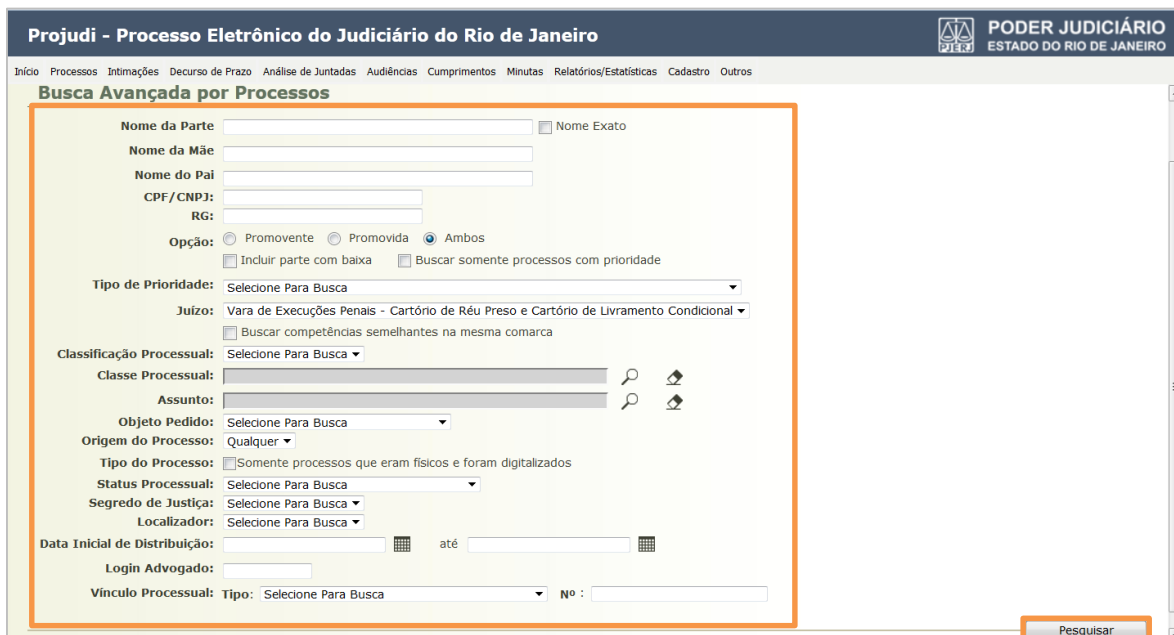 Projudi - Processo Eletrônico do Judiciário do Rio de Janeiro
PJERJ
PODER JUDICIÁRIO
ESTADO DO RIO DE JANEIRO
Início Processos Intimações Decurso de Prazo Análise de Juntadas Audiências Cumprimentos Minutas Relatórios/Estatísticas Cadastro Outros
Busca Avançada por Processos
Nome da Parte Nome Exato
Nome da Mãe
Nome do Pai
CPF/CNPJ:
RG:
Opção: Promovente Promovida Ambos
Incluir parte com baixa Buscar somente processos com prioridade
Tipo de Prioridade: Selecione Para Busca
Juízo: Vara de Execuções Penais - Cartório de Réu Preso e Cartório de Livramento Condicional
Buscar competências semelhantes na mesma comarca
Classificação Processual: Selecione Para Busca
Classe Processual:
Assunto:
Objeto Pedido: Selecione Para Busca
Origem do Processo: Qualquer
Tipo do Processo: Somente processos que eram físicos e foram digitalizados
Status Processual: Selecione Para Busca
Segredo de Justiça: Selecione Para Busca
Localizador: Selecione Para Busca
Data Inicial de Distribuição: até
Login Advogado:
Vínculo Processual: Tipo: Selecione Para Busca Nº :
Pesquisar